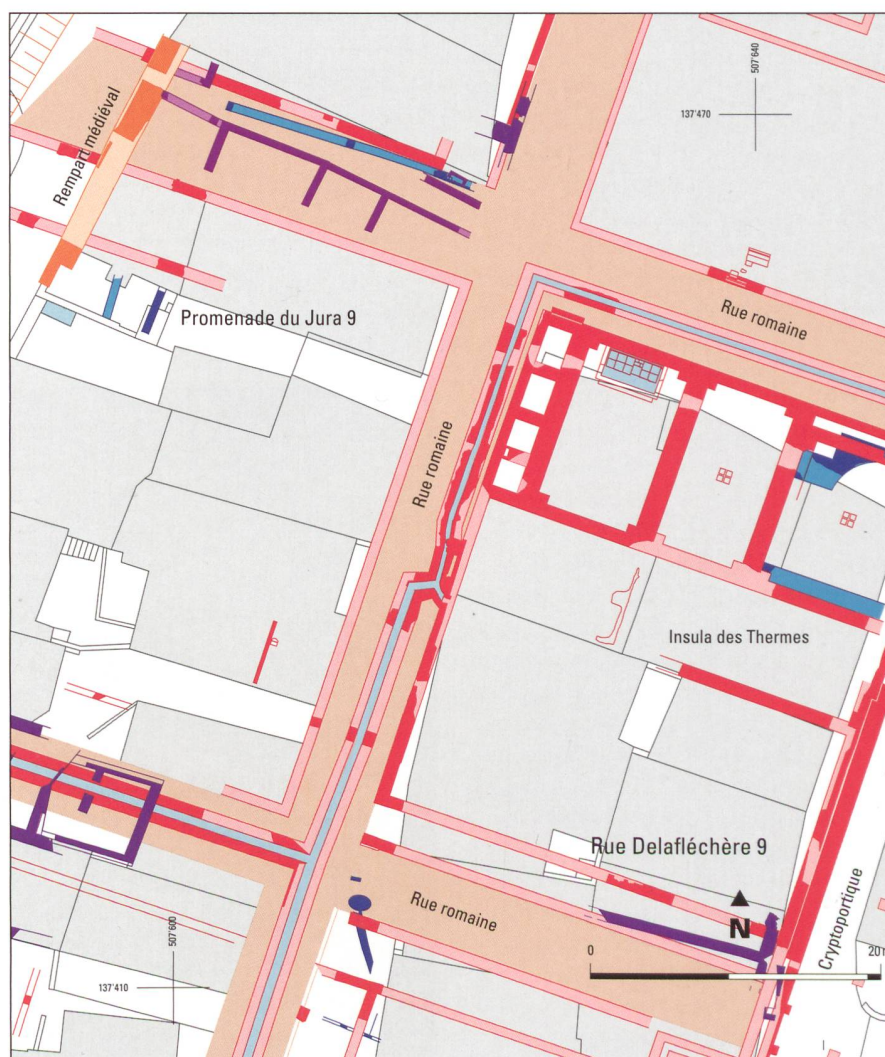 507'640
137'470
Rempart médiéval
Rue romaine
Promenade du Jura 9
Rue romaine
Insula des Thermes
Rue Delafléchère 9
Rue romaine
N
Cryptoportique
507'600
0
137'410